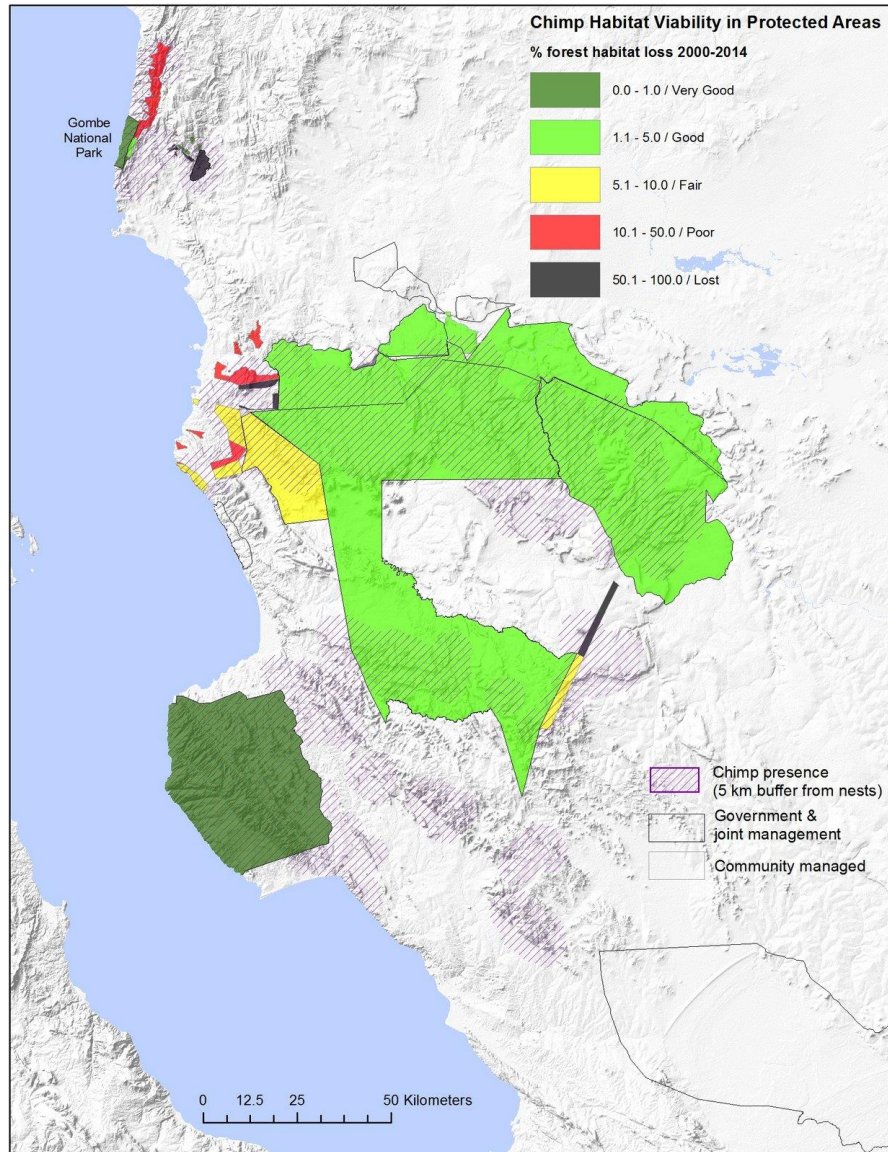 Chimp Habitat Viability in Protected Areas
% forest habitat loss 2000-2014
0.0 - 1.0 / Very Good
1.1 - 5.0 / Good
5.1 - 10.0 / Fair
10.1 - 50.0 / Poor
50.1 - 100.0 / Lost
Gombe
National
Park
Chimp presence
(5 km buffer from nests)
Government &
joint management
Community managed
0 12.5 25 50 Kilometers